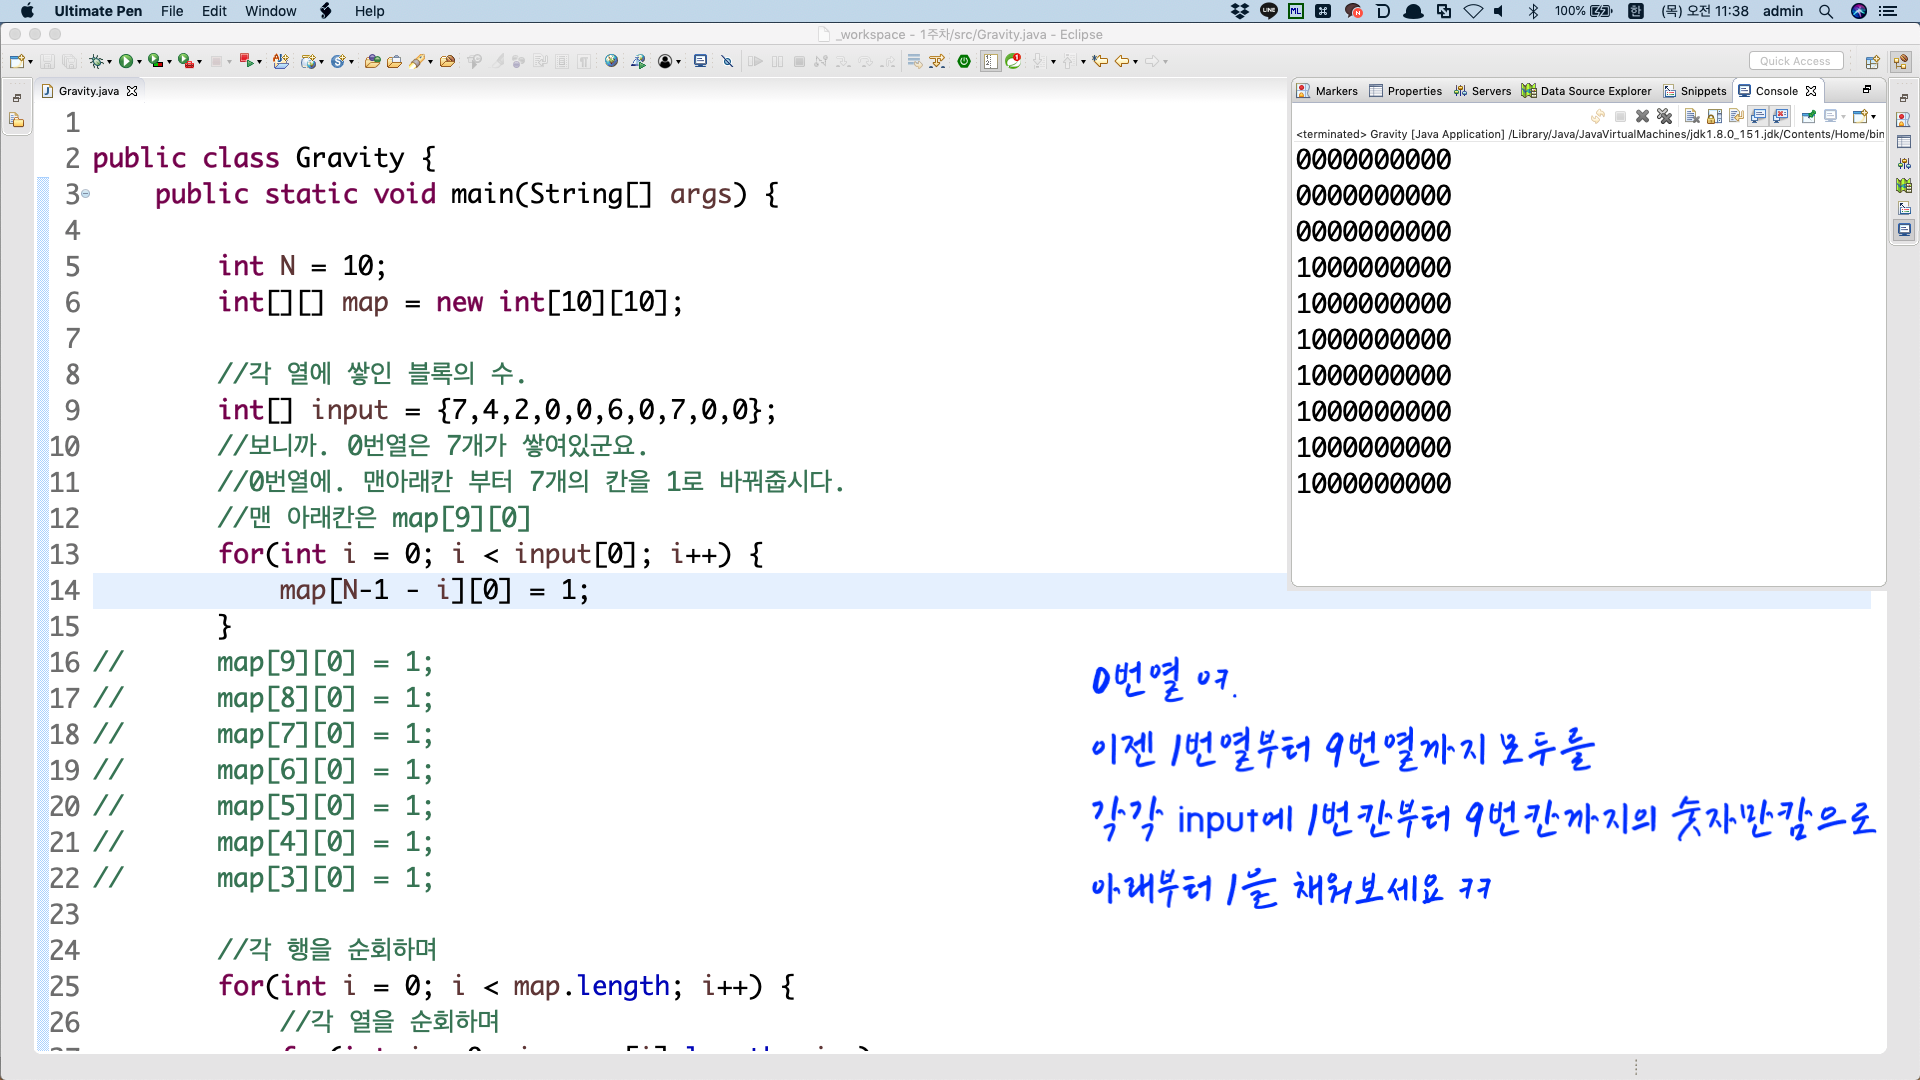 Ultimate Pen File Edit Window Help 100% 한 (목) 오전 11:38 admin
_workspace - 1주차/src/Gravity.java - Eclipse
Quick Access
Gravity.java
Markers Properties Servers Data Source Explorer Snippets Console
<terminated> Gravity [Java Application] /Library/Java/JavaVirtualMachines/jdk1.8.0_151.jdk/Contents/Home/bin
0000000000
0000000000
0000000000
1000000000
1000000000
1000000000
1000000000
1000000000
1000000000
1000000000
1
2 public class Gravity {
3 public static void main(String[] args) {
4
5 int N = 10;
6 int[][] map = new int[10][10];
7
8 //각 열에 쌓인 블록의 수.
9 int[] input = {7,4,2,0,0,6,0,7,0,0};
10 //보니까. 0번열은 7개가 쌓여있군요.
11 //0번열에. 맨아래칸 부터 7개의 칸을 1로 바꿔줍시다.
12 //맨 아래칸은 map[9][0]
13 for(int i = 0; i < input[0]; i++) {
14 map[N-1 - i][0] = 1;
15 }
16 // map[9][0] = 1;
17 // map[8][0] = 1;
18 // map[7][0] = 1;
19 // map[6][0] = 1;
20 // map[5][0] = 1;
21 // map[4][0] = 1;
22 // map[3][0] = 1;
23
24 //각 행을 순회하며
25 for(int i = 0; i < map.length; i++) {
26 //각 열을 순회하며
0번열 ㅇㅋ.
이젠 1번열부터 9번열까지 모두를
각각 input에 1번칸부터 9번칸까지의 숫자만큼으로
아래부터 1을 채워보세요 ㅋㅋ